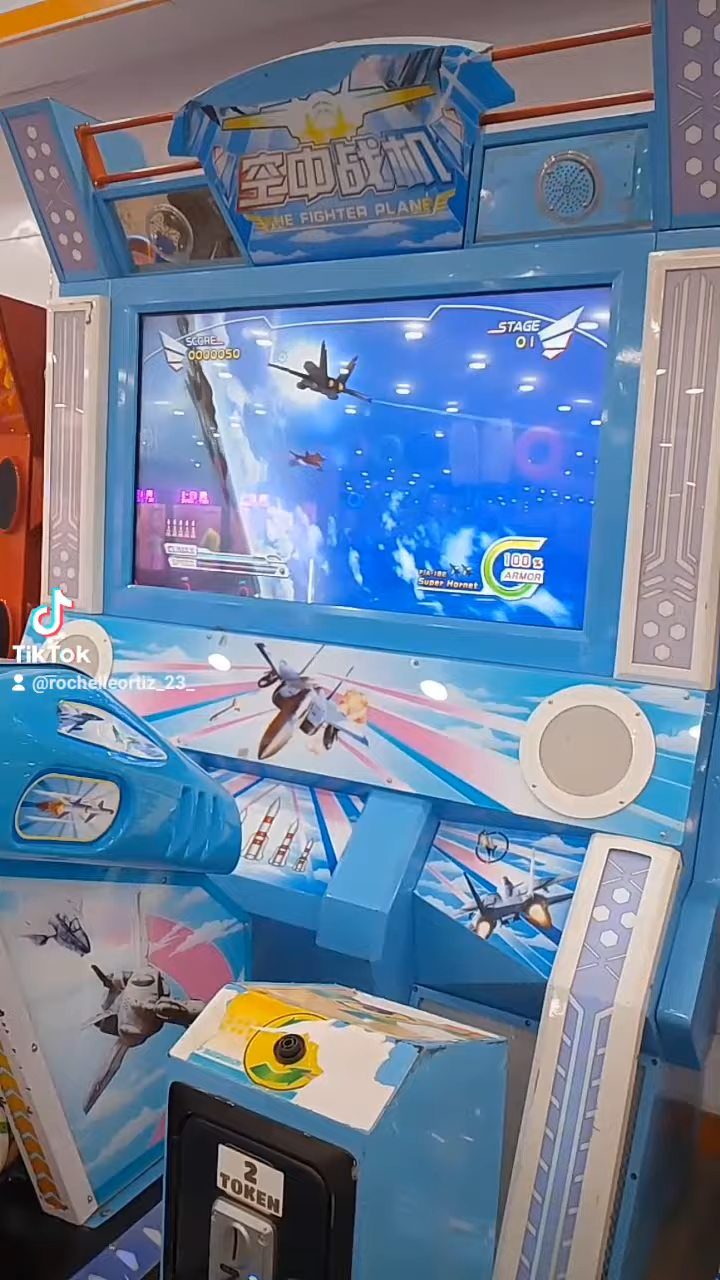 空中战机
THE FIGHTER PLANE
SCORE
0000050
STAGE
01
100%
ARMOR
F/A-18E
Super Hornet
TikTok
@rochelleortiz_23_
2
TOKEN